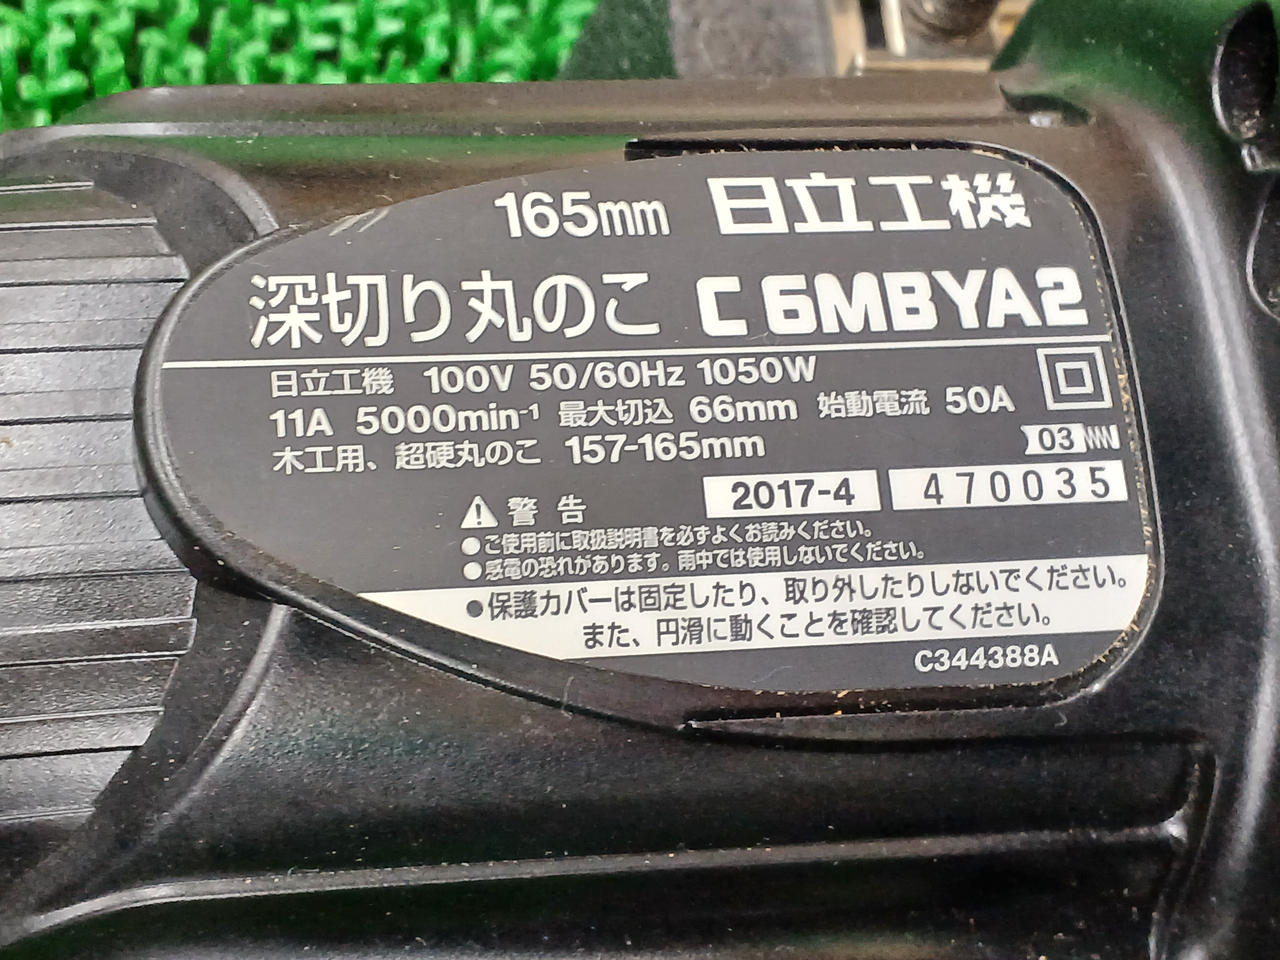 165mm 日立工機
深切り丸のこ C 6MBYA2
日立工機 100V 50/60Hz 1050W
11A 5000min-1 最大切込 66mm 始動電流 50A
木工用、超硬丸のこ 157-165mm
03
2017-4 470035
警告
●ご使用前に取扱説明書を必ずよくお読みください。
●感電の恐れがあります。雨中では使用しないでください。
●保護カバーは固定したり、取り外したりしないでください。
また、円滑に動くことを確認してください。
C344388A